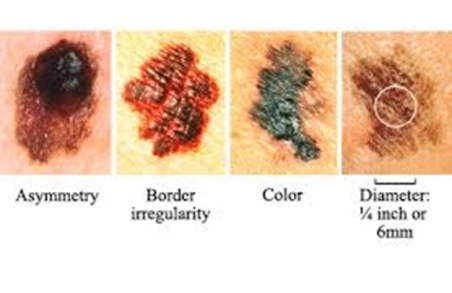 Asymmetry
Border
irregularity
Color
Diameter:
¼ inch or
6mm